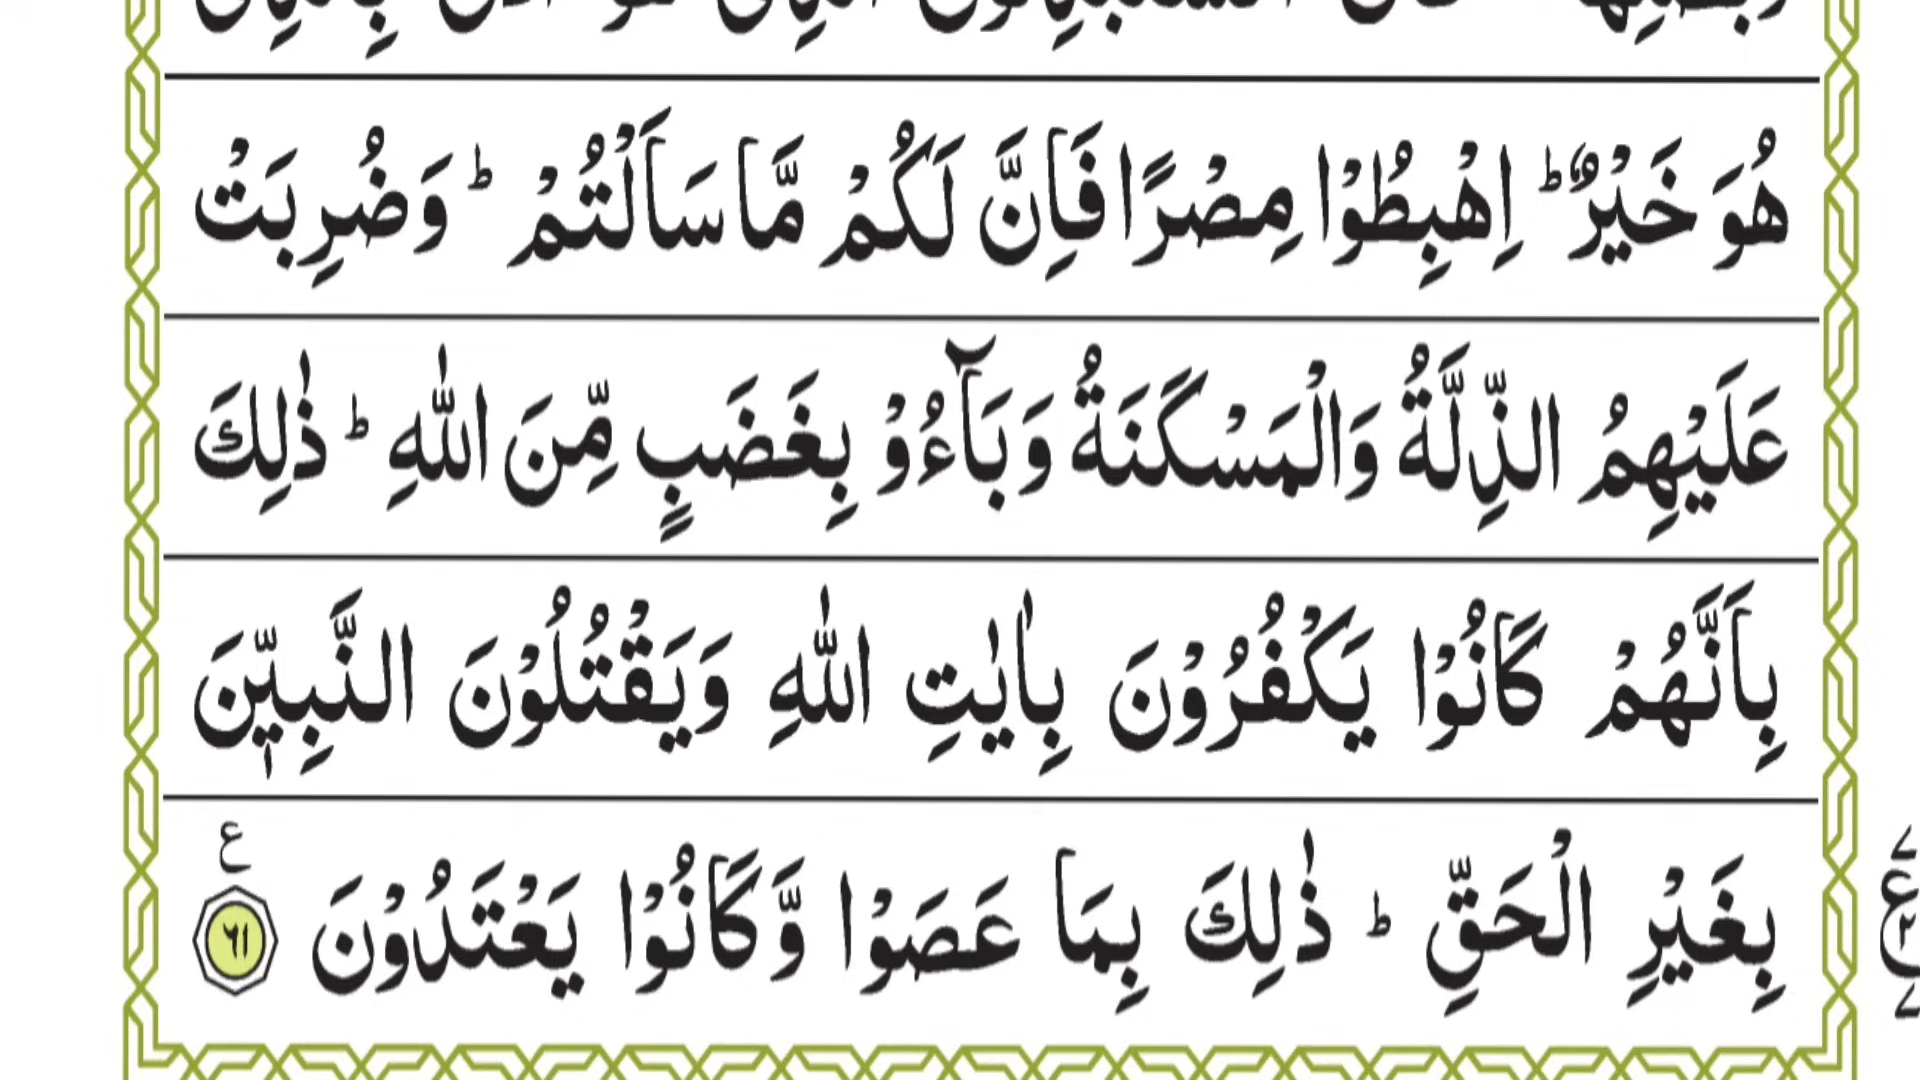 هُوَ خَيْرٌ ؕ اِهْبِطُوْا مِصْرًا فَاِنَّ لَكُمْ مَّا سَاَلْتُمْ ؕ وَضُرِبَتْ
عَلَيْهِمُ الذِّلَّةُ وَالْمَسْكَنَةُ وَبَآءُوْ بِغَضَبٍ مِّنَ اللّٰهِ ؕ ذٰلِكَ
بِاَنَّهُمْ كَانُوْا يَكْفُرُوْنَ بِاٰيٰتِ اللّٰهِ وَيَقْتُلُوْنَ النَّبِيّٖنَ
بِغَيْرِ الْحَقِّ ؕ ذٰلِكَ بِمَا عَصَوْا وَّكَانُوْا يَعْتَدُوْنَ ع ٦١